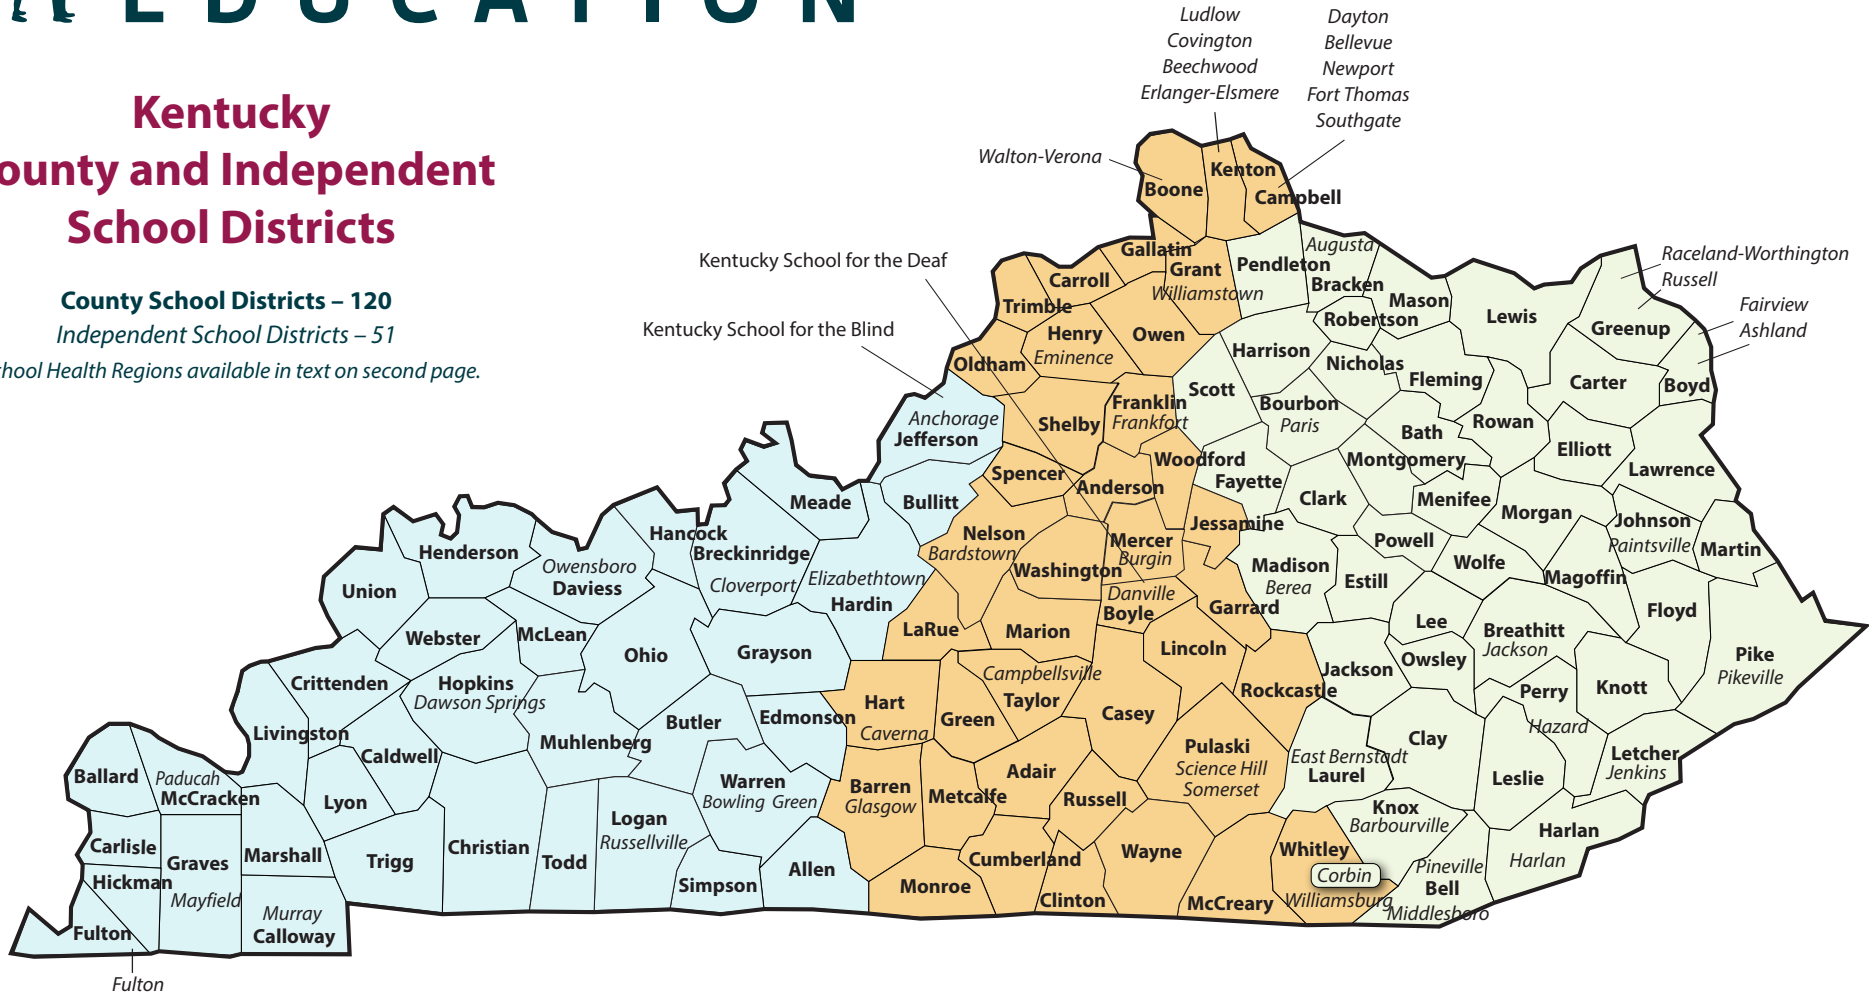 EDUCATION
Kentucky
ounty and Independent
School Districts
County School Districts – 120
Independent School Districts – 51
hool Health Regions available in text on second page.
Ludlow
Covington
Beechwood
Erlanger-Elsmere
Dayton
Bellevue
Newport
Fort Thomas
Southgate
Walton-Verona
Kenton
Boone
Campbell
Kentucky School for the Deaf
Kentucky School for the Blind
Gallatin
Grant
Williamstown
Pendleton
Augusta
Bracken
Mason
Robertson
Lewis
Greenup
Raceland-Worthington
Russell
Fairview
Ashland
Carroll
Trimble
Henry
Eminence
Owen
Oldham
Harrison
Nicholas
Fleming
Carter
Boyd
Scott
Franklin
Frankfort
Bourbon
Paris
Shelby
Bath
Rowan
Elliott
Lawrence
Anchorage
Jefferson
Woodford
Montgomery
Spencer
Anderson
Fayette
Clark
Menifee
Morgan
Johnson
Paintsville
Martin
Bullitt
Meade
Hancock
Breckinridge
Cloverport
Elizabethtown
Hardin
Nelson
Bardstown
Mercer
Burgin
Washington
Jessamine
Madison
Berea
Powell
Estill
Wolfe
Magoffin
Floyd
Henderson
Owensboro
Daviess
Union
Webster
McLean
Ohio
Grayson
LaRue
Marion
Danville
Boyle
Garrard
Lincoln
Lee
Breathitt
Jackson
Pike
Pikeville
Jackson
Owsley
Perry
Hazard
Knott
Crittenden
Hopkins
Dawson Springs
Livingston
Caldwell
Muhlenberg
Butler
Edmonson
Hart
Caverna
Green
Campbellsville
Taylor
Casey
Rockcastle
Pulaski
Science Hill
Somerset
East Bernstadt
Laurel
Clay
Leslie
Letcher
Jenkins
Ballard
Paducah
McCracken
Lyon
Warren
Bowling Green
Barren
Glasgow
Metcalfe
Adair
Russell
Knox
Barbourville
Harlan
Harlan
Carlisle
Graves
Mayfield
Marshall
Trigg
Christian
Todd
Logan
Russellville
Simpson
Allen
Monroe
Cumberland
Clinton
Wayne
McCreary
Whitley
Corbin
Williamsburg
Pineville
Bell
Middlesboro
Hickman
Fulton
Murray
Calloway
Fulton